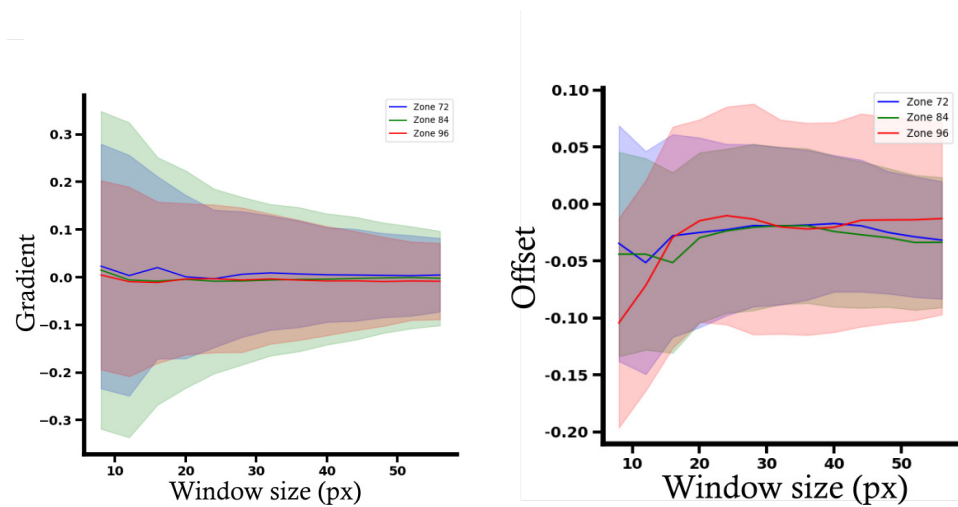 Gradient
0.3
0.2
0.1
0.0
−0.1
−0.2
−0.3
10 20 30 40 50
Window size (px)
Zone 72
Zone 84
Zone 96
Offset
0.10
0.05
0.00
-0.05
-0.10
-0.15
-0.20
10 20 30 40 50
Window size (px)
Zone 72
Zone 84
Zone 96